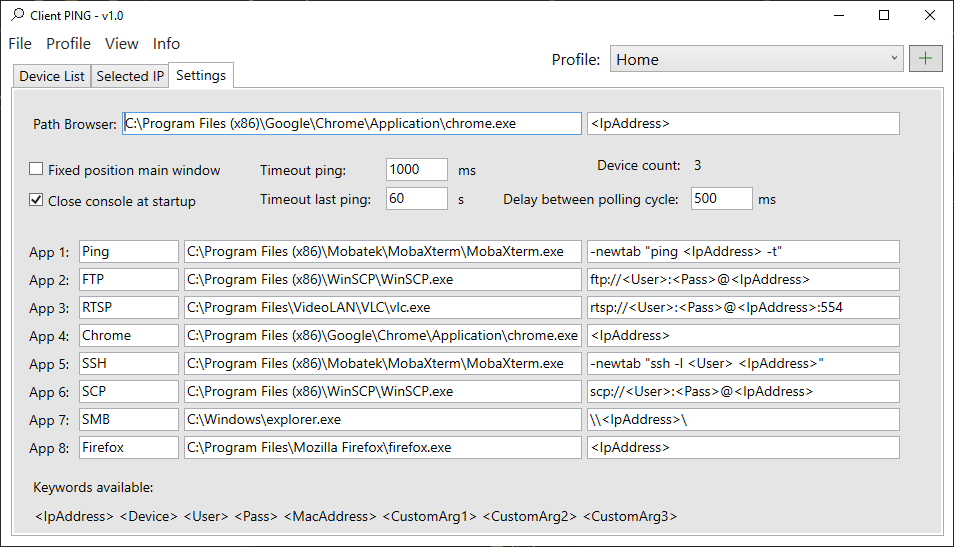 Client PING - v1.0
File Profile View Info
Profile: Home
Device List Selected IP Settings
Path Browser: C:\Program Files (x86)\Google\Chrome\Application\chrome.exe <IpAddress>
Fixed position main window Timeout ping: 1000 ms Device count: 3
Close console at startup Timeout last ping: 60 s Delay between polling cycle: 500 ms
App 1: Ping C:\Program Files (x86)\Mobatek\MobaXterm\MobaXterm.exe -newtab "ping <IpAddress> -t"
App 2: FTP C:\Program Files (x86)\WinSCP\WinSCP.exe ftp://<User>:<Pass>@<IpAddress>
App 3: RTSP C:\Program Files\VideoLAN\VLC\vlc.exe rtsp://<User>:<Pass>@<IpAddress>:554
App 4: Chrome C:\Program Files (x86)\Google\Chrome\Application\chrome.exe <IpAddress>
App 5: SSH C:\Program Files (x86)\Mobatek\MobaXterm\MobaXterm.exe -newtab "ssh -l <User> <IpAddress>"
App 6: SCP C:\Program Files (x86)\WinSCP\WinSCP.exe scp://<User>:<Pass>@<IpAddress>
App 7: SMB C:\Windows\explorer.exe \\<IpAddress>\
App 8: Firefox C:\Program Files\Mozilla Firefox\firefox.exe <IpAddress>
Keywords available:
<IpAddress> <Device> <User> <Pass> <MacAddress> <CustomArg1> <CustomArg2> <CustomArg3>